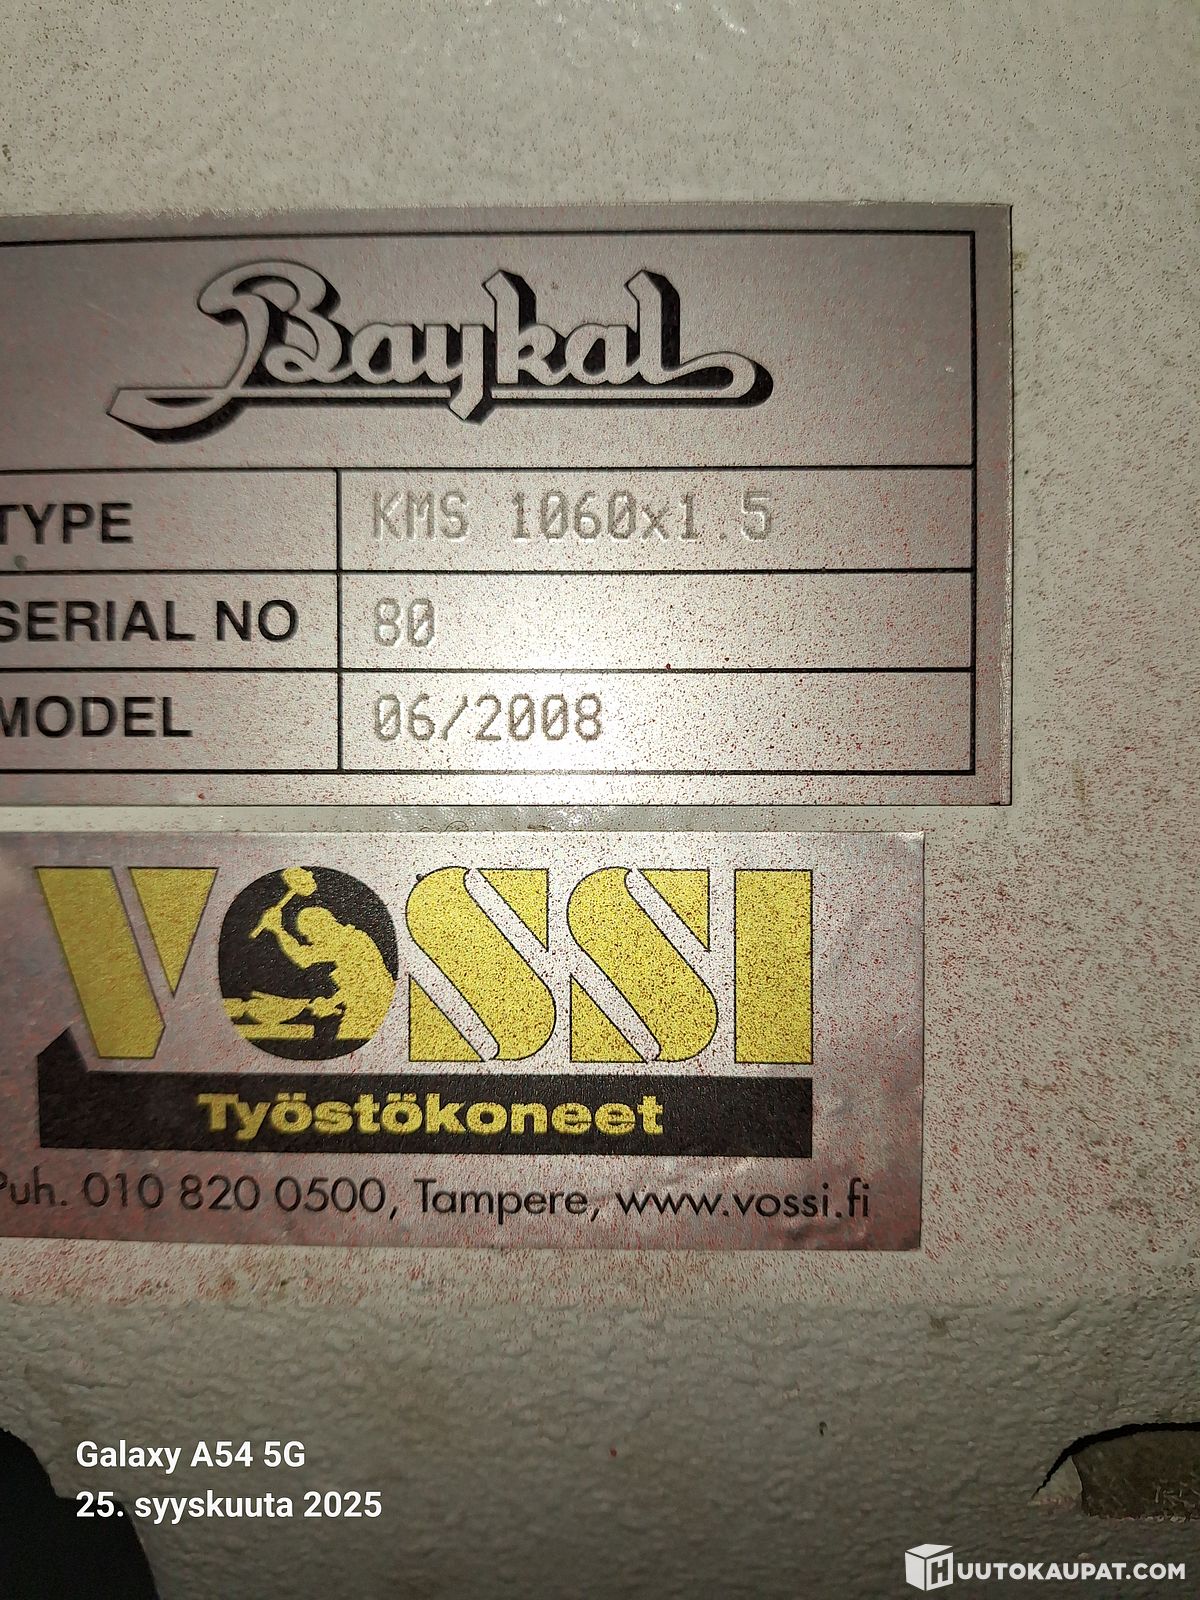 Baykal
TYPE KMS 1060x1.5
SERIAL NO 80
MODEL 06/2008
VOSSI
Työstökoneet
Puh. 010 820 0500, Tampere, www.vossi.fi
Galaxy A54 5G
25. syyskuuta 2025
HUUTOKAUPAT.COM